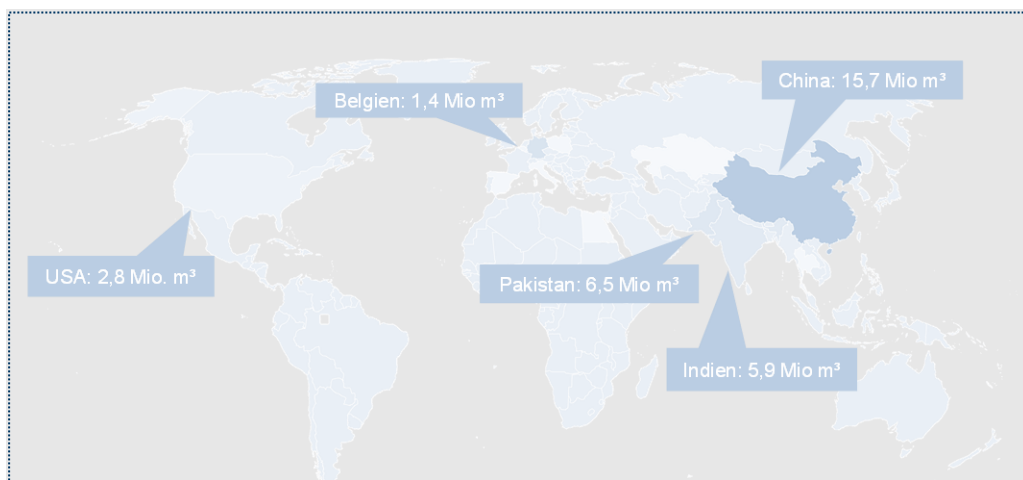 China: 15,7 Mio m³
Belgien: 1,4 Mio m³
USA: 2,8 Mio. m³
Pakistan: 6,5 Mio m³
Indien: 5,9 Mio m³